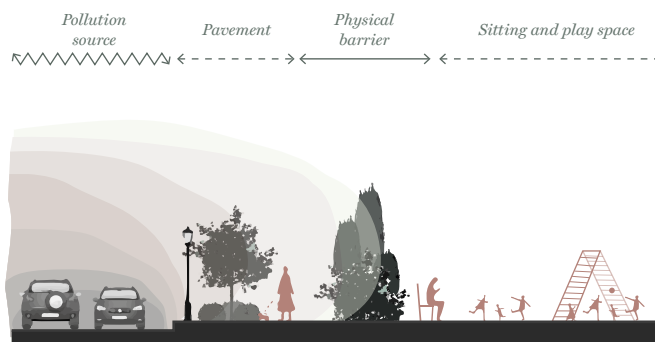 Pollution
source
Pavement
Physical
barrier
Sitting and play space